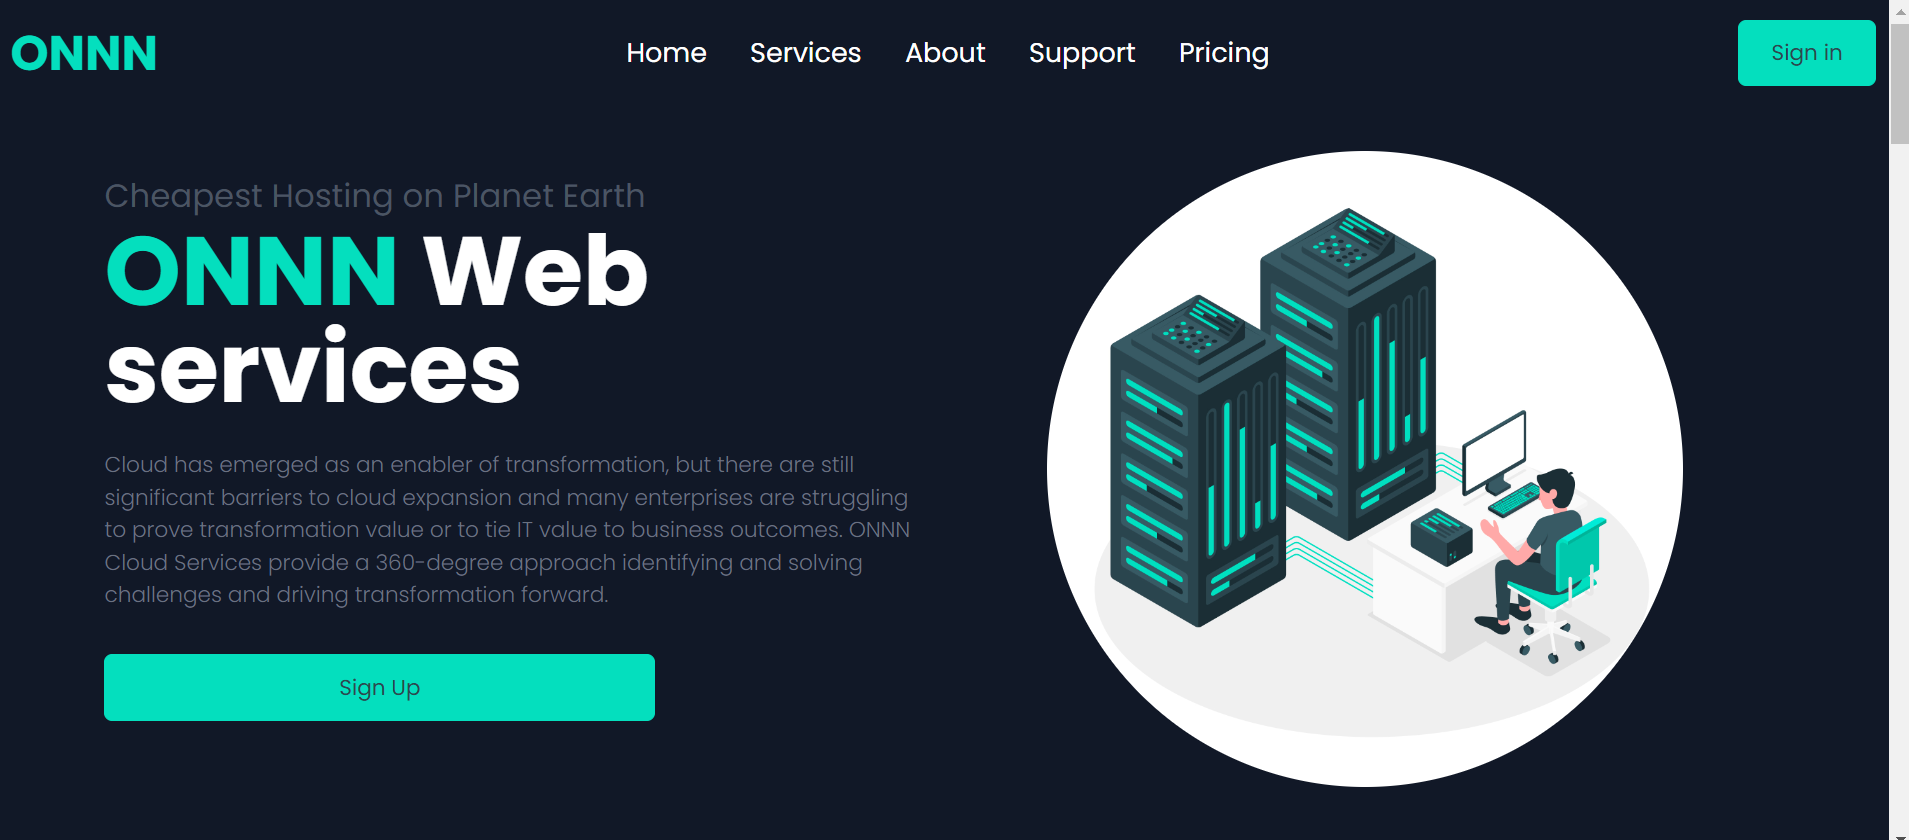 ONNN
Home Services About Support Pricing
Sign in
Cheapest Hosting on Planet Earth
ONNN Web
services
Cloud has emerged as an enabler of transformation, but there are still
significant barriers to cloud expansion and many enterprises are struggling
to prove transformation value or to tie IT value to business outcomes. ONNN
Cloud Services provide a 360-degree approach identifying and solving
challenges and driving transformation forward.
Sign Up